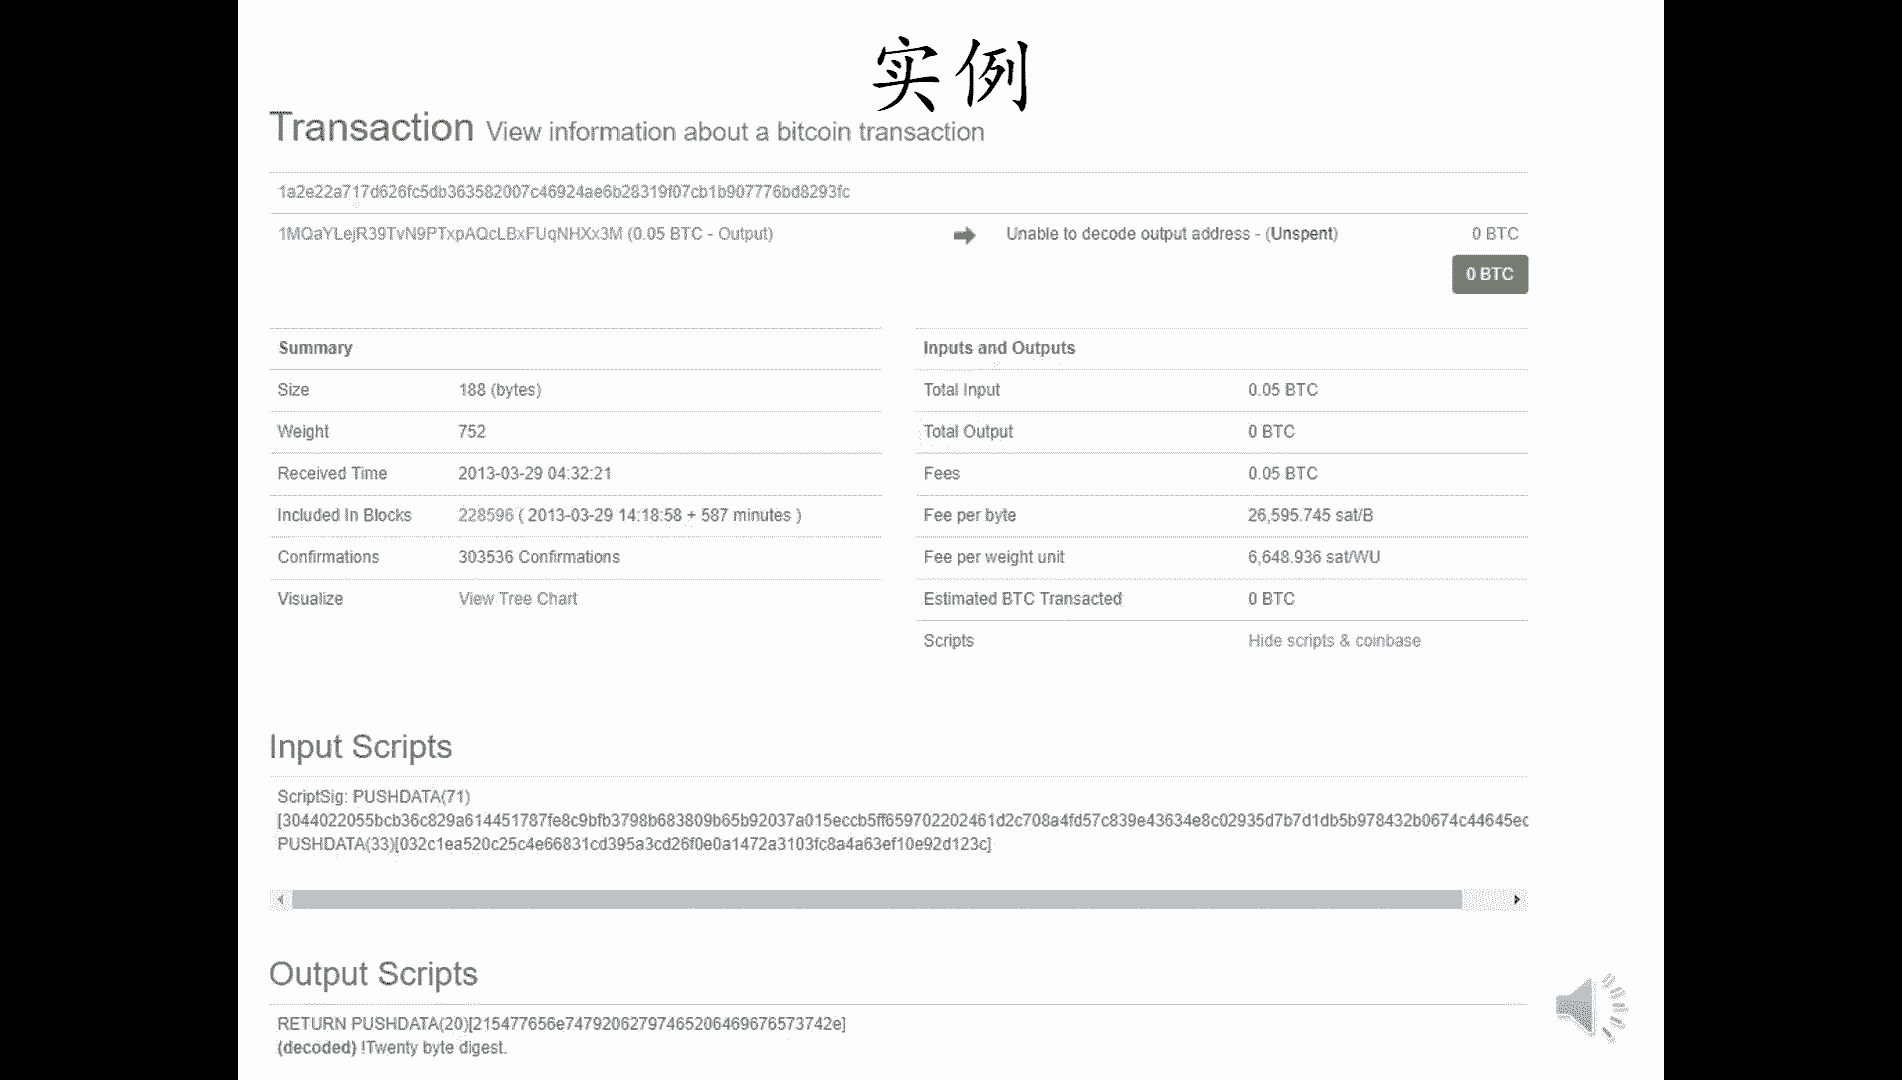 实例
Transaction View information about a bitcoin transaction
1a2e22a717d626fc5db363582007c46924ae6b28319f07cb1b907776bd8293fc
1MQaYLejR39TvN9PTxpAQcLBxFUqNHXx3M (0.05 BTC - Output) Unable to decode output address - (Unspent) 0 BTC
0 BTC
Summary
Size 188 (bytes)
Weight 752
Received Time 2013-03-29 04:32:21
Included In Blocks 228596 ( 2013-03-29 14:18:58 + 587 minutes )
Confirmations 303536 Confirmations
Visualize View Tree Chart
Inputs and Outputs
Total Input 0.05 BTC
Total Output 0 BTC
Fees 0.05 BTC
Fee per byte 26,595.745 sat/B
Fee per weight unit 6,648.936 sat/WU
Estimated BTC Transacted 0 BTC
Scripts Hide scripts & coinbase
Input Scripts
ScriptSig: PUSHDATA(71)
[3044022055bcb36c829a614451787fe8c9bfb3798b683809b65b92037a015eccb5ff659702202461d2c708a4fd57c839e43634e8c02935d7b7d1db5b978432b0674c44645ec
PUSHDATA(33)[032c1ea520c25c4e66831cd395a3cd26f0e0a1472a3103fc8a4a63ef10e92d123c]
Output Scripts
RETURN PUSHDATA(20)[215477656e74792062797465206469676573742e]
(decoded) !Twenty byte digest.